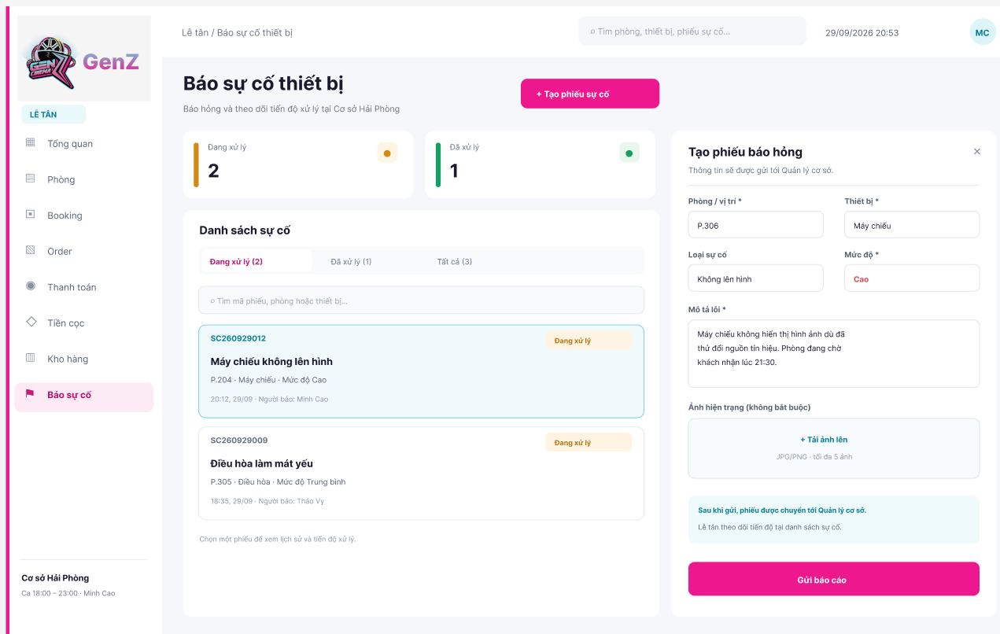 GEN Z
CINEMA
GenZ
LỄ TÂN
Tổng quan
Phòng
Booking
Order
Thanh toán
Tiền cọc
Kho hàng
Báo sự cố
Cơ sở Hải Phòng
Ca 18:00 – 23:00 · Minh Cao
Lễ tân / Báo sự cố thiết bị
Tìm phòng, thiết bị, phiếu sự cố...
29/09/2026 20:53
MC
Báo sự cố thiết bị
Báo hỏng và theo dõi tiến độ xử lý tại Cơ sở Hải Phòng
+ Tạo phiếu sự cố
Đang xử lý
2
Đã xử lý
1
Danh sách sự cố
Đang xử lý (2)
Đã xử lý (1)
Tất cả (3)
Tìm mã phiếu, phòng hoặc thiết bị...
SC260929012
Đang xử lý
Máy chiếu không lên hình
P.204 · Máy chiếu · Mức độ Cao
20:12, 29/09 · Người báo: Minh Cao
SC260929009
Đang xử lý
Điều hòa làm mát yếu
P.305 · Điều hòa · Mức độ Trung bình
18:35, 29/09 · Người báo: Thảo Vy
Chọn một phiếu để xem lịch sử và tiến độ xử lý.
Tạo phiếu báo hỏng
×
Thông tin sẽ được gửi tới Quản lý cơ sở.
Phòng / vị trí *
Thiết bị *
P.306
Máy chiếu
Loại sự cố
Mức độ *
Không lên hình
Cao
Mô tả lỗi *
Máy chiếu không hiển thị hình ảnh dù đã
thử đổi nguồn tín hiệu. Phòng đang chờ
khách nhận lúc 21:30.
Ảnh hiện trạng (không bắt buộc)
+ Tải ảnh lên
JPG/PNG · tối đa 5 ảnh
Sau khi gửi, phiếu được chuyển tới Quản lý cơ sở.
Lễ tân theo dõi tiến độ tại danh sách sự cố.
Gửi báo cáo